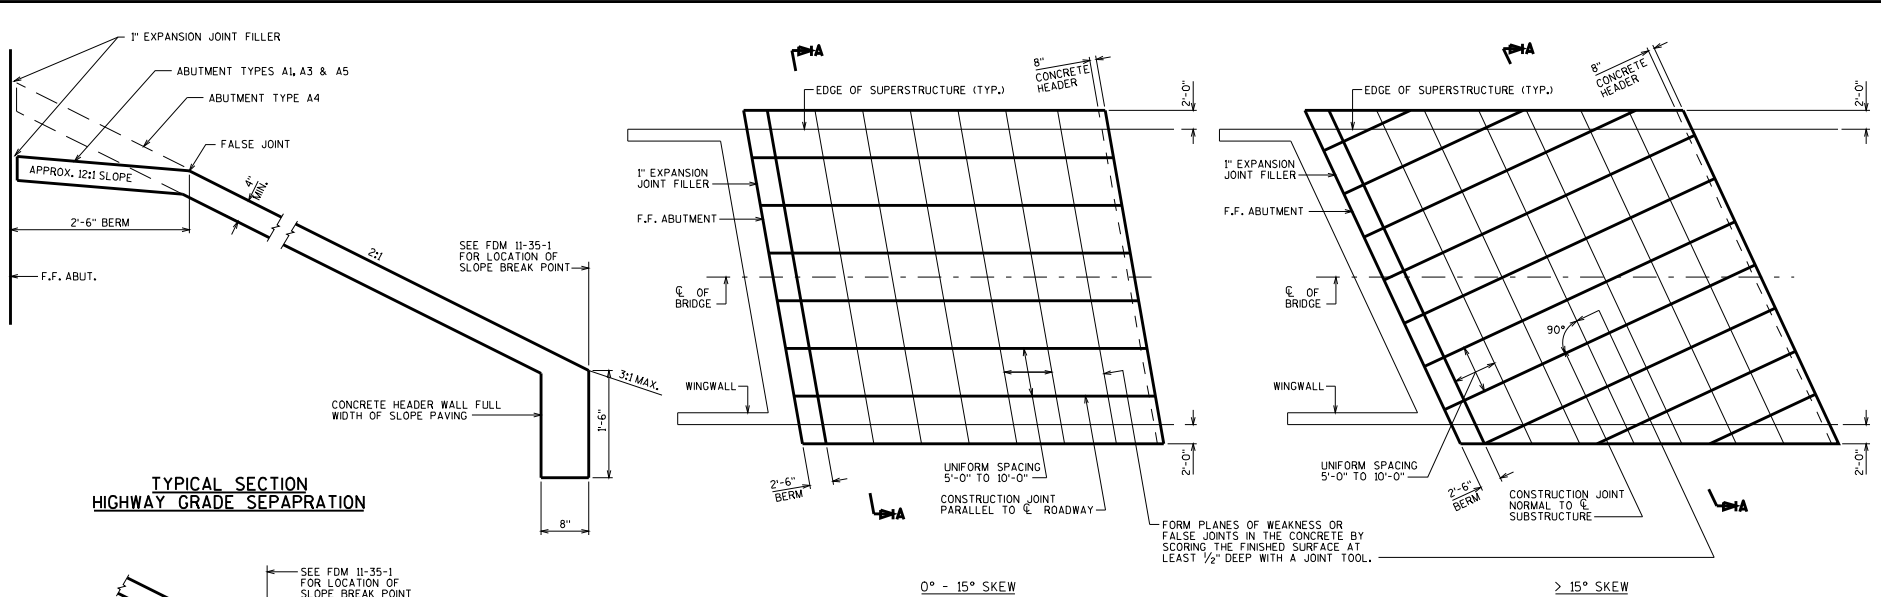 1" EXPANSION JOINT FILLER
ABUTMENT TYPES A1, A3 & A5
ABUTMENT TYPE A4
FALSE JOINT
APPROX. 12:1 SLOPE
4"
MIN.
2'-6" BERM
F.F. ABUT.
2:1
SEE FDM 11-35-1
FOR LOCATION OF
SLOPE BREAK POINT
3:1 MAX.
CONCRETE HEADER WALL FULL
WIDTH OF SLOPE PAVING
1'-6"
8"
TYPICAL SECTION
HIGHWAY GRADE SEPAPRATION
SEE FDM 11-35-1
FOR LOCATION OF
SLOPE BREAK POINT
A
8"
CONCRETE
HEADER
2'-0"
EDGE OF SUPERSTRUCTURE (TYP.)
1" EXPANSION
JOINT FILLER
F.F. ABUTMENT
℄ OF
BRIDGE
WINGWALL
2'-6"
BERM
UNIFORM SPACING
5'-0" TO 10'-0"
CONSTRUCTION JOINT
PARALLEL TO ℄ ROADWAY
2'-0"
A
FORM PLANES OF WEAKNESS OR
FALSE JOINTS IN THE CONCRETE BY
SCORING THE FINISHED SURFACE AT
LEAST 1/2" DEEP WITH A JOINT TOOL.
0° - 15° SKEW
A
8"
CONCRETE
HEADER
2'-0"
EDGE OF SUPERSTRUCTURE (TYP.)
1" EXPANSION
JOINT FILLER
F.F. ABUTMENT
℄ OF
BRIDGE
90°
WINGWALL
UNIFORM SPACING
5'-0" TO 10'-0"
2'-6"
BERM
CONSTRUCTION JOINT
NORMAL TO ℄
SUBSTRUCTURE
2'-0"
A
> 15° SKEW